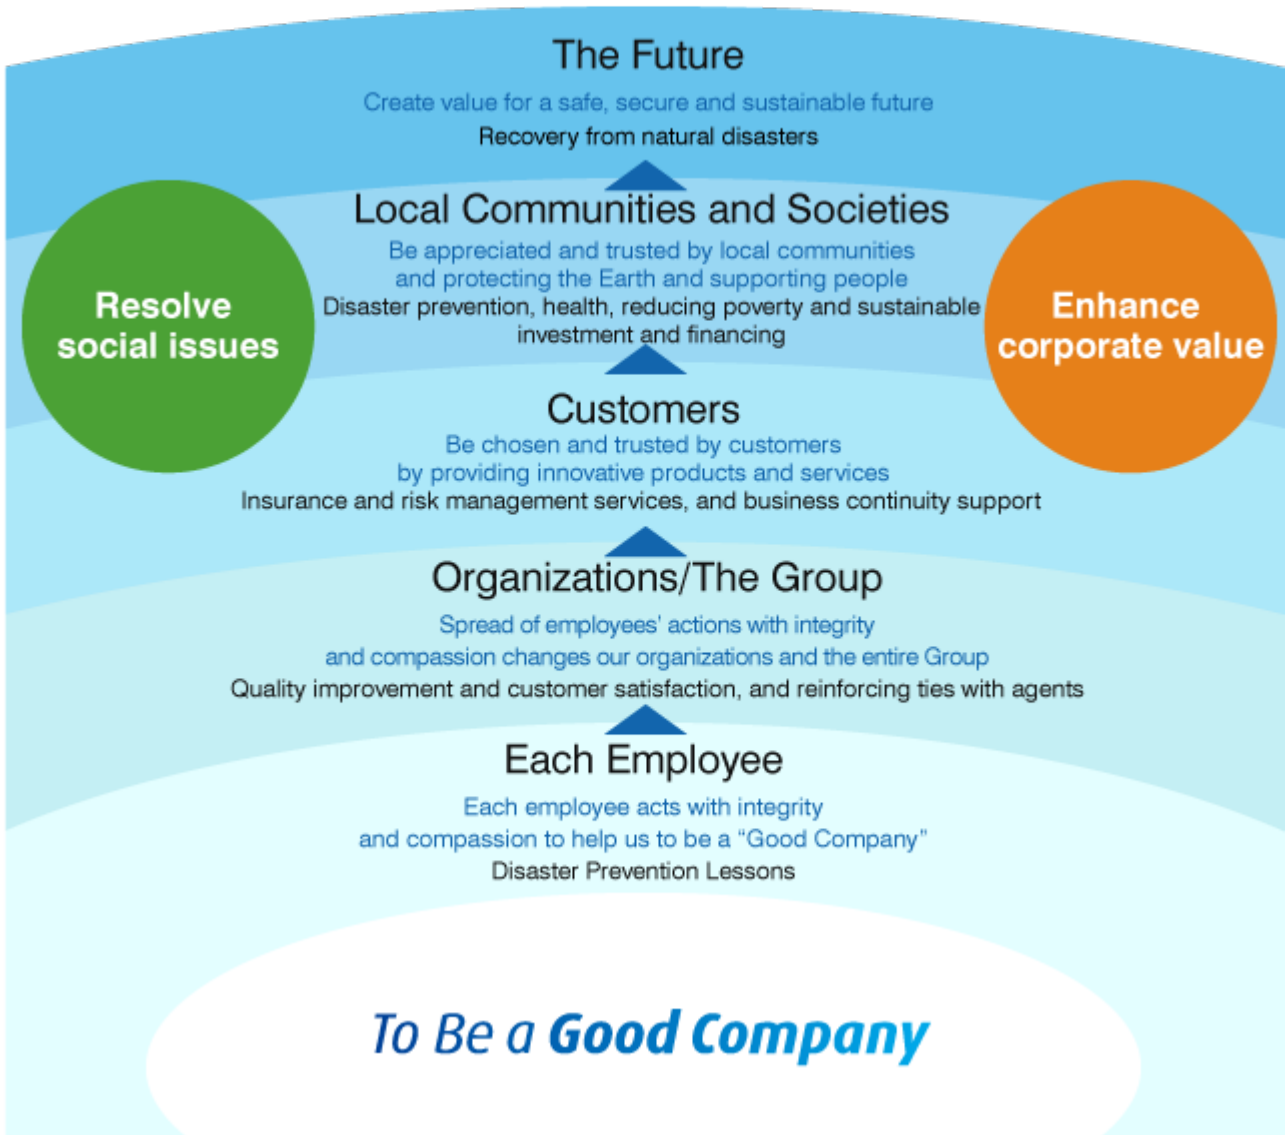 The Future
Create value for a safe, secure and sustainable future
Recovery from natural disasters
Local Communities and Societies
Be appreciated and trusted by local communities
and protecting the Earth and supporting people
Disaster prevention, health, reducing poverty and sustainable
investment and financing
Resolve
social issues
Enhance
corporate value
Customers
Be chosen and trusted by customers
by providing innovative products and services
Insurance and risk management services, and business continuity support
Organizations/The Group
Spread of employees’ actions with integrity
and compassion changes our organizations and the entire Group
Quality improvement and customer satisfaction, and reinforcing ties with agents
Each Employee
Each employee acts with integrity
and compassion to help us to be a “Good Company”
Disaster Prevention Lessons
To Be a Good Company